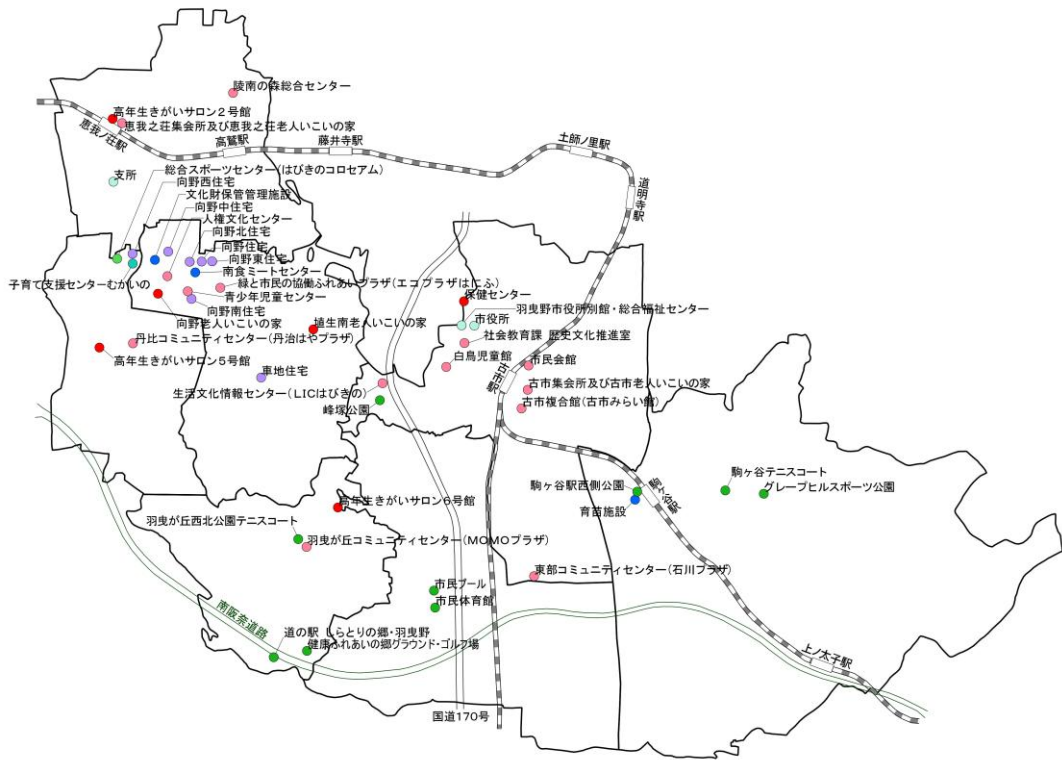 陵南の森総合センター
高年生きがいサロン２号館
恵我之荘集会所及び恵我之荘老人いこいの家
恵我ノ荘駅
高鷲駅
藤井寺駅
土師ノ里駅
道明寺駅
総合スポーツセンター(はびきのコロセアム)
支所
向野西住宅
文化財保管管理施設
向野中住宅
人権文化センター
向野北住宅
向野住宅
向野東住宅
南食ミートセンター
子育て支援センターむかいの
緑と市民の協働ふれあいプラザ(エコプラザはにふ)
青少年児童センター
向野南住宅
向野老人いこいの家
埴生南老人いこいの家
丹比コミュニティセンター(丹治はやプラザ)
高年生きがいサロン５号館
車地住宅
生活文化情報センター(ＬＩＣはびきの)
峰塚公園
保健センター
羽曳野市役所別館・総合福祉センター
市役所
社会教育課 歴史文化推進室
白鳥児童館
市民会館
古市駅
古市集会所及び古市老人いこいの家
古市複合館(古市みらい館)
駒ヶ谷テニスコート
グレープヒルスポーツ公園
駒ヶ谷駅西側公園
駒ヶ谷駅
育苗施設
高年生きがいサロン６号館
羽曳が丘西北公園テニスコート
羽曳が丘コミュニティセンター(ＭＯＭＯプラザ)
東部コミュニティセンター(石川プラザ)
市民プール
市民体育館
南阪奈道路
道の駅 しらとりの郷・羽曳野
健康ふれあいの郷グラウンド・ゴルフ場
上ノ太子駅
国道１７０号